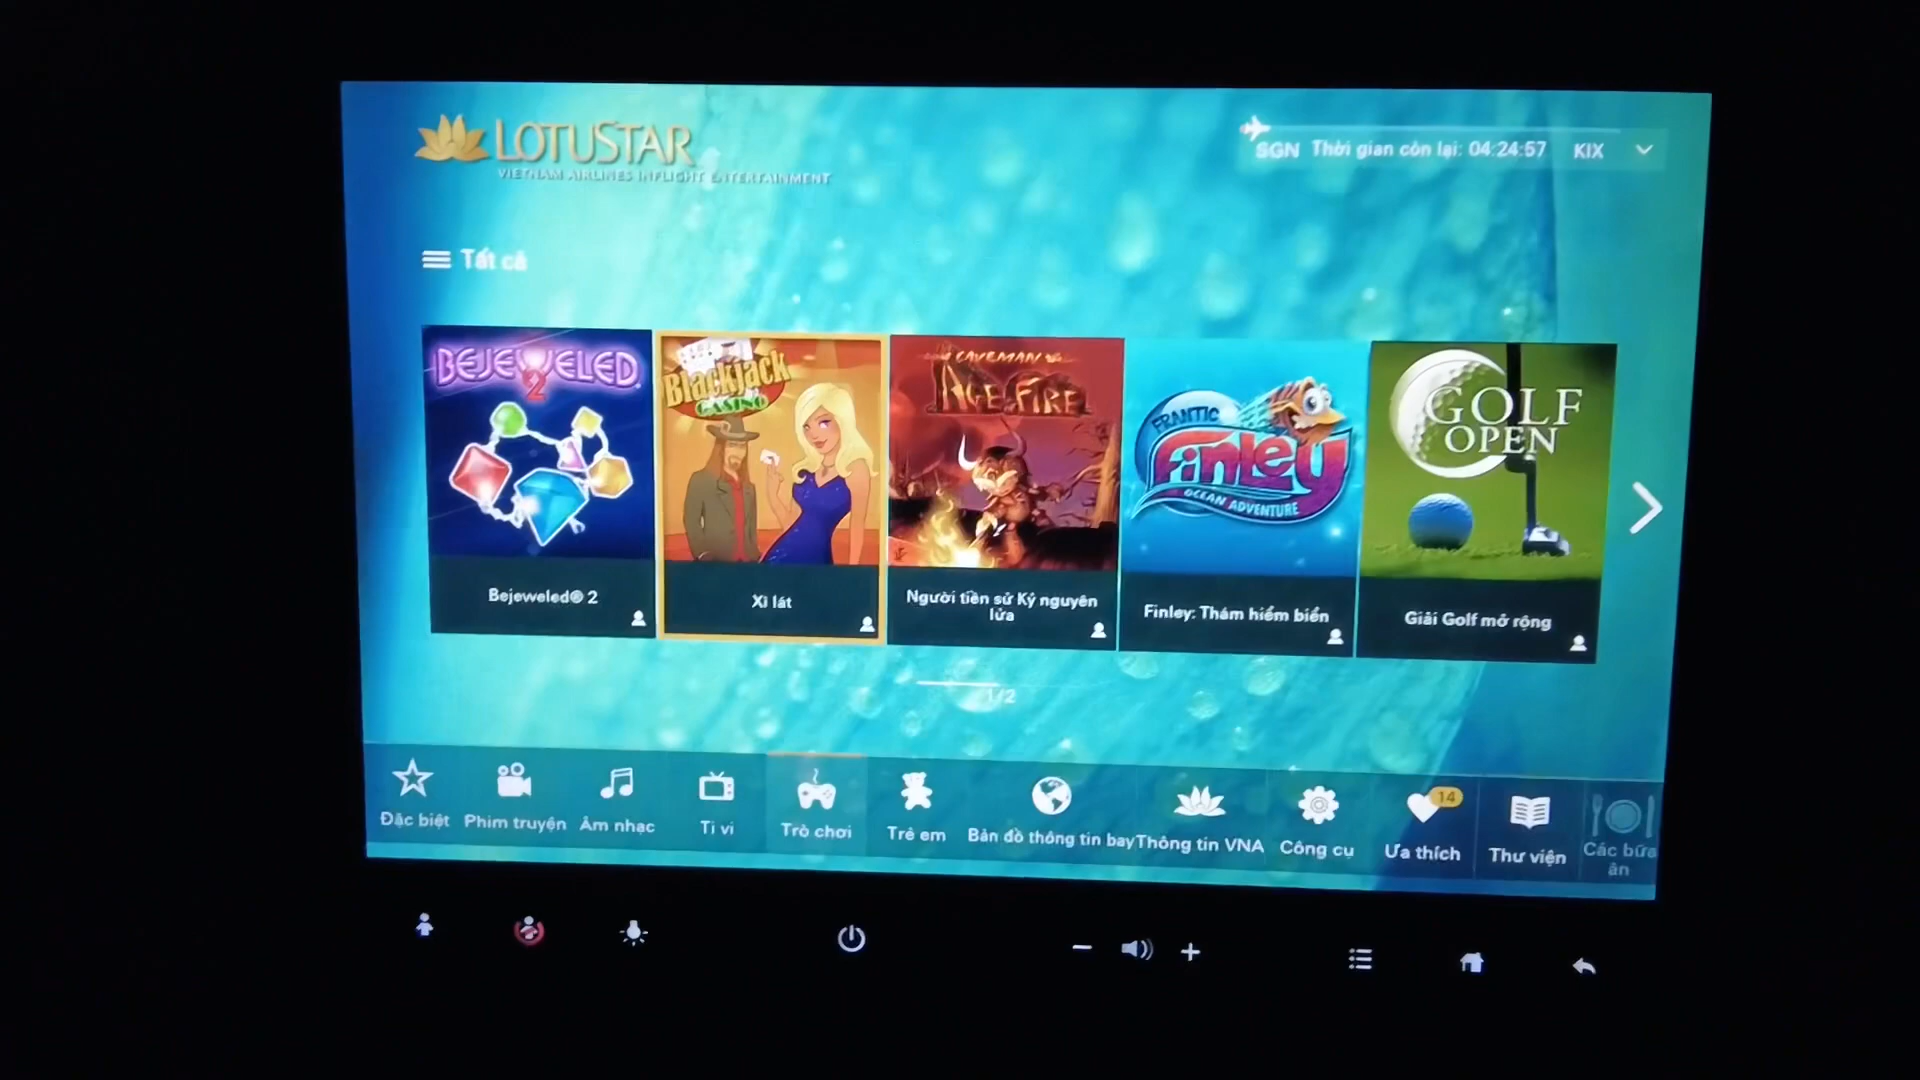 LOTUSTAR
VIETNAM AIRLINES INFLIGHT ENTERTAINMENT
SGN Thời gian còn lại: 04:24:57 KIX
Tất cả
BEJEWELED
2
Blackjack
CASINO
CAVEMAN
AGE of FIRE
FRANTIC
FINLEY
OCEAN ADVENTURE
GOLF
OPEN
Bejeweled® 2
Xì lát
Người tiền sử Kỷ nguyên
lửa
Finley: Thám hiểm biển
Giải Golf mở rộng
1/2
14
Đặc biệt Phim truyện Âm nhạc Ti vi Trò chơi Trẻ em Bản đồ thông tin bay Thông tin VNA Công cụ Ưa thích Thư viện Các bữa
ăn